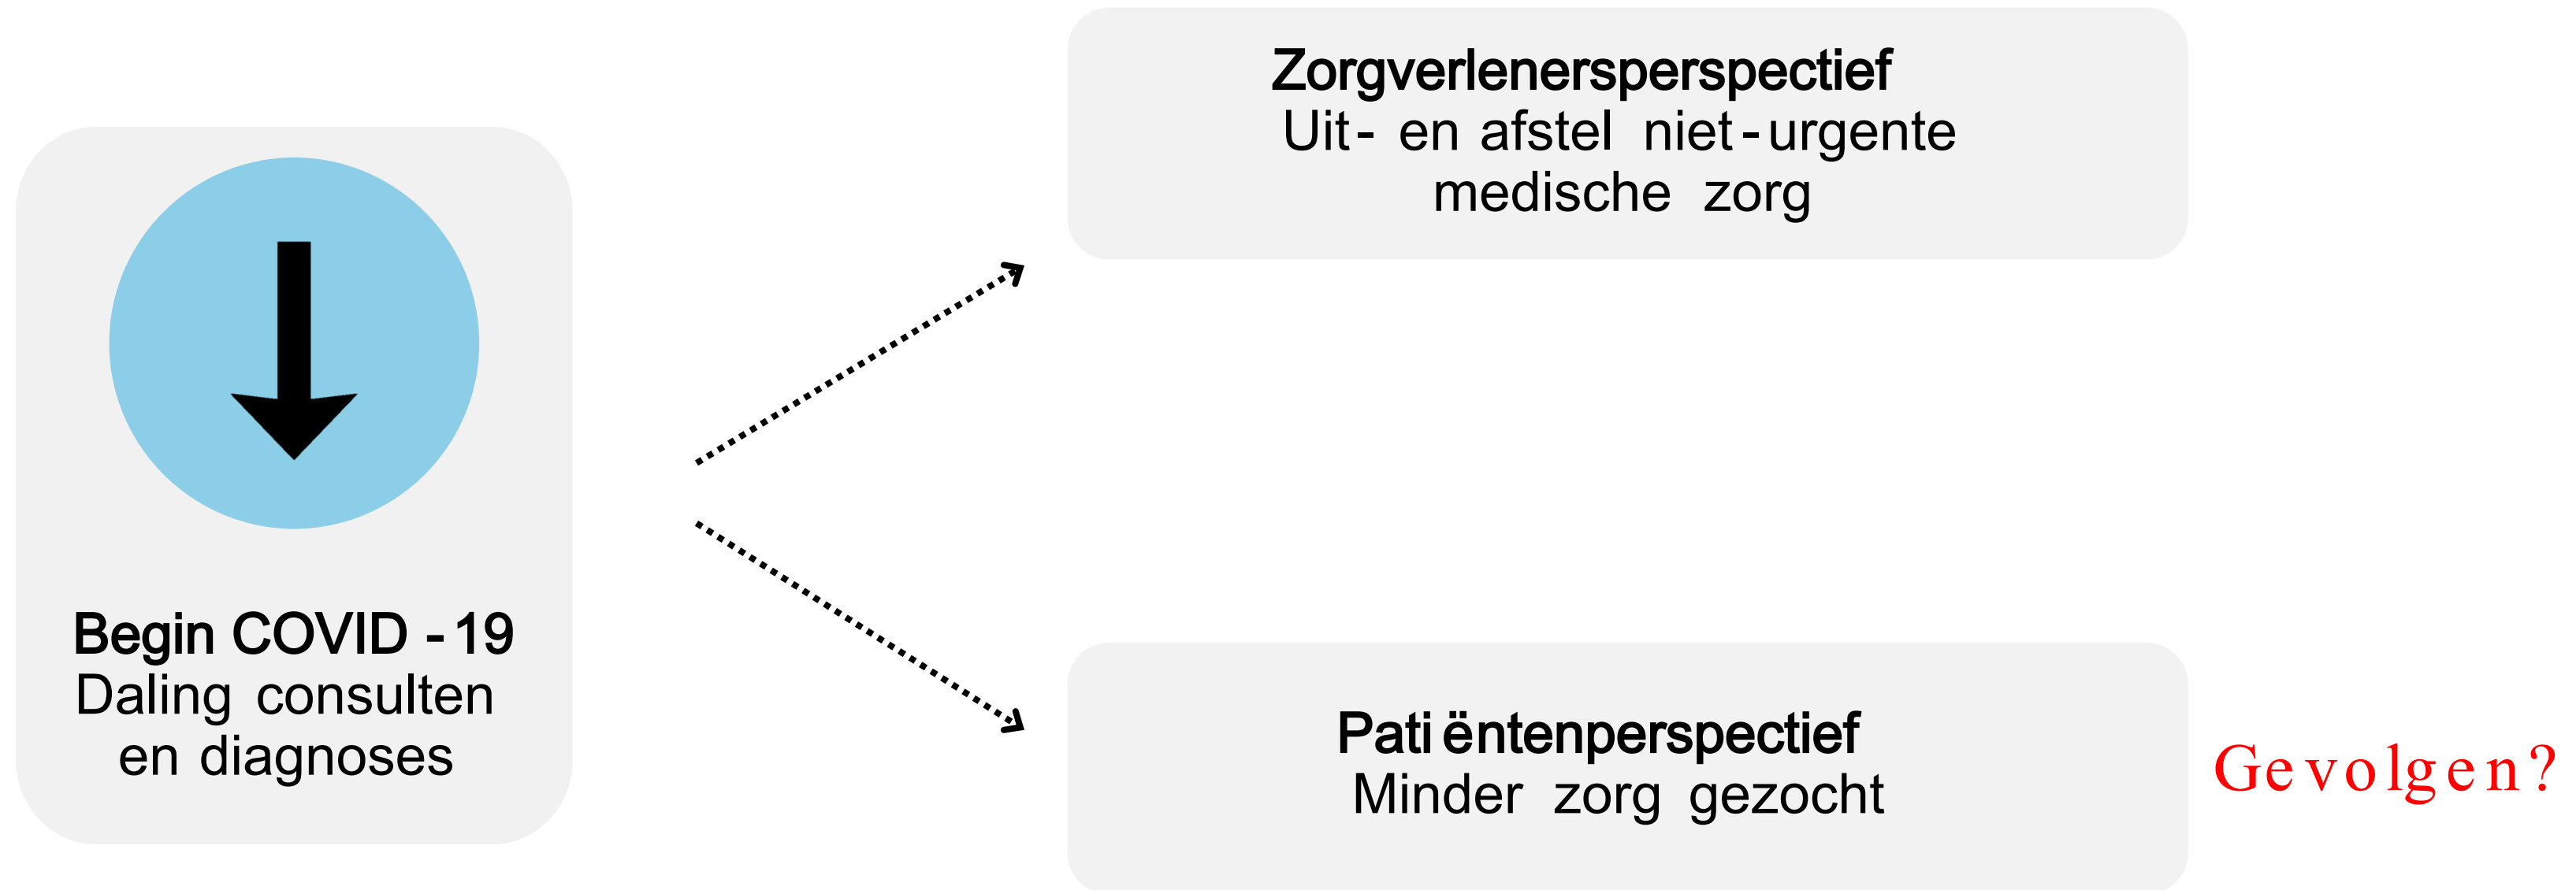 Begin COVID -19
Daling consulten
en diagnoses
Zorgverlenersperspectief
Uit- en afstel niet-urgente
medische zorg
Patiëntenperspectief
Minder zorg gezocht
Gevolgen?